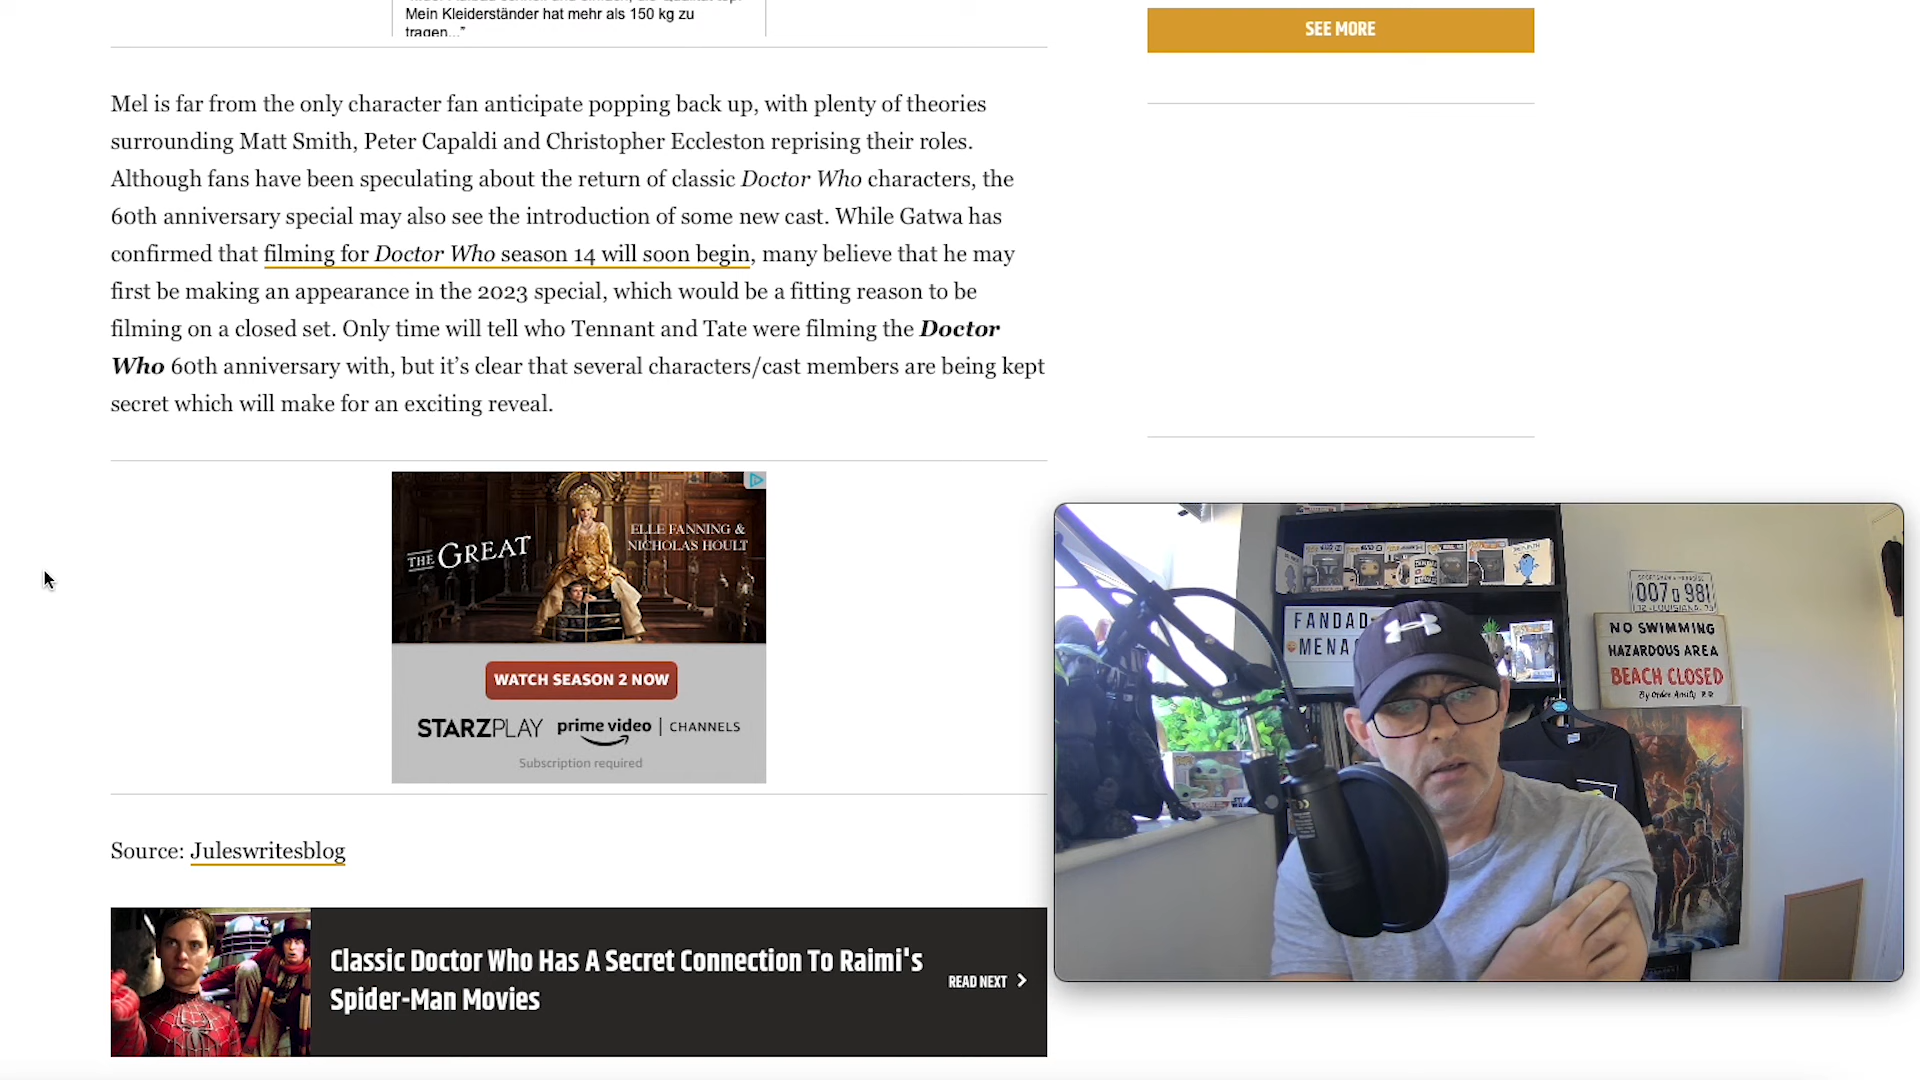 Mein Kleiderständer hat mehr als 150 kg zu
tragen..."
SEE MORE
Mel is far from the only character fan anticipate popping back up, with plenty of theories
surrounding Matt Smith, Peter Capaldi and Christopher Eccleston reprising their roles.
Although fans have been speculating about the return of classic Doctor Who characters, the
60th anniversary special may also see the introduction of some new cast. While Gatwa has
confirmed that filming for Doctor Who season 14 will soon begin, many believe that he may
first be making an appearance in the 2023 special, which would be a fitting reason to be
filming on a closed set. Only time will tell who Tennant and Tate were filming the Doctor
Who 60th anniversary with, but it’s clear that several characters/cast members are being kept
secret which will make for an exciting reveal.
THE GREAT
ELLE FANNING &
NICHOLAS HOULT
WATCH SEASON 2 NOW
STARZPLAY prime video | CHANNELS
Subscription required
Source: Juleswritesblog
Classic Doctor Who Has A Secret Connection To Raimi's
Spider-Man Movies
READ NEXT
FANDAD
MENA
007 981
LOUISIANA
NO SWIMMING
HAZARDOUS AREA
BEACH CLOSED
By Order Amity P.D.